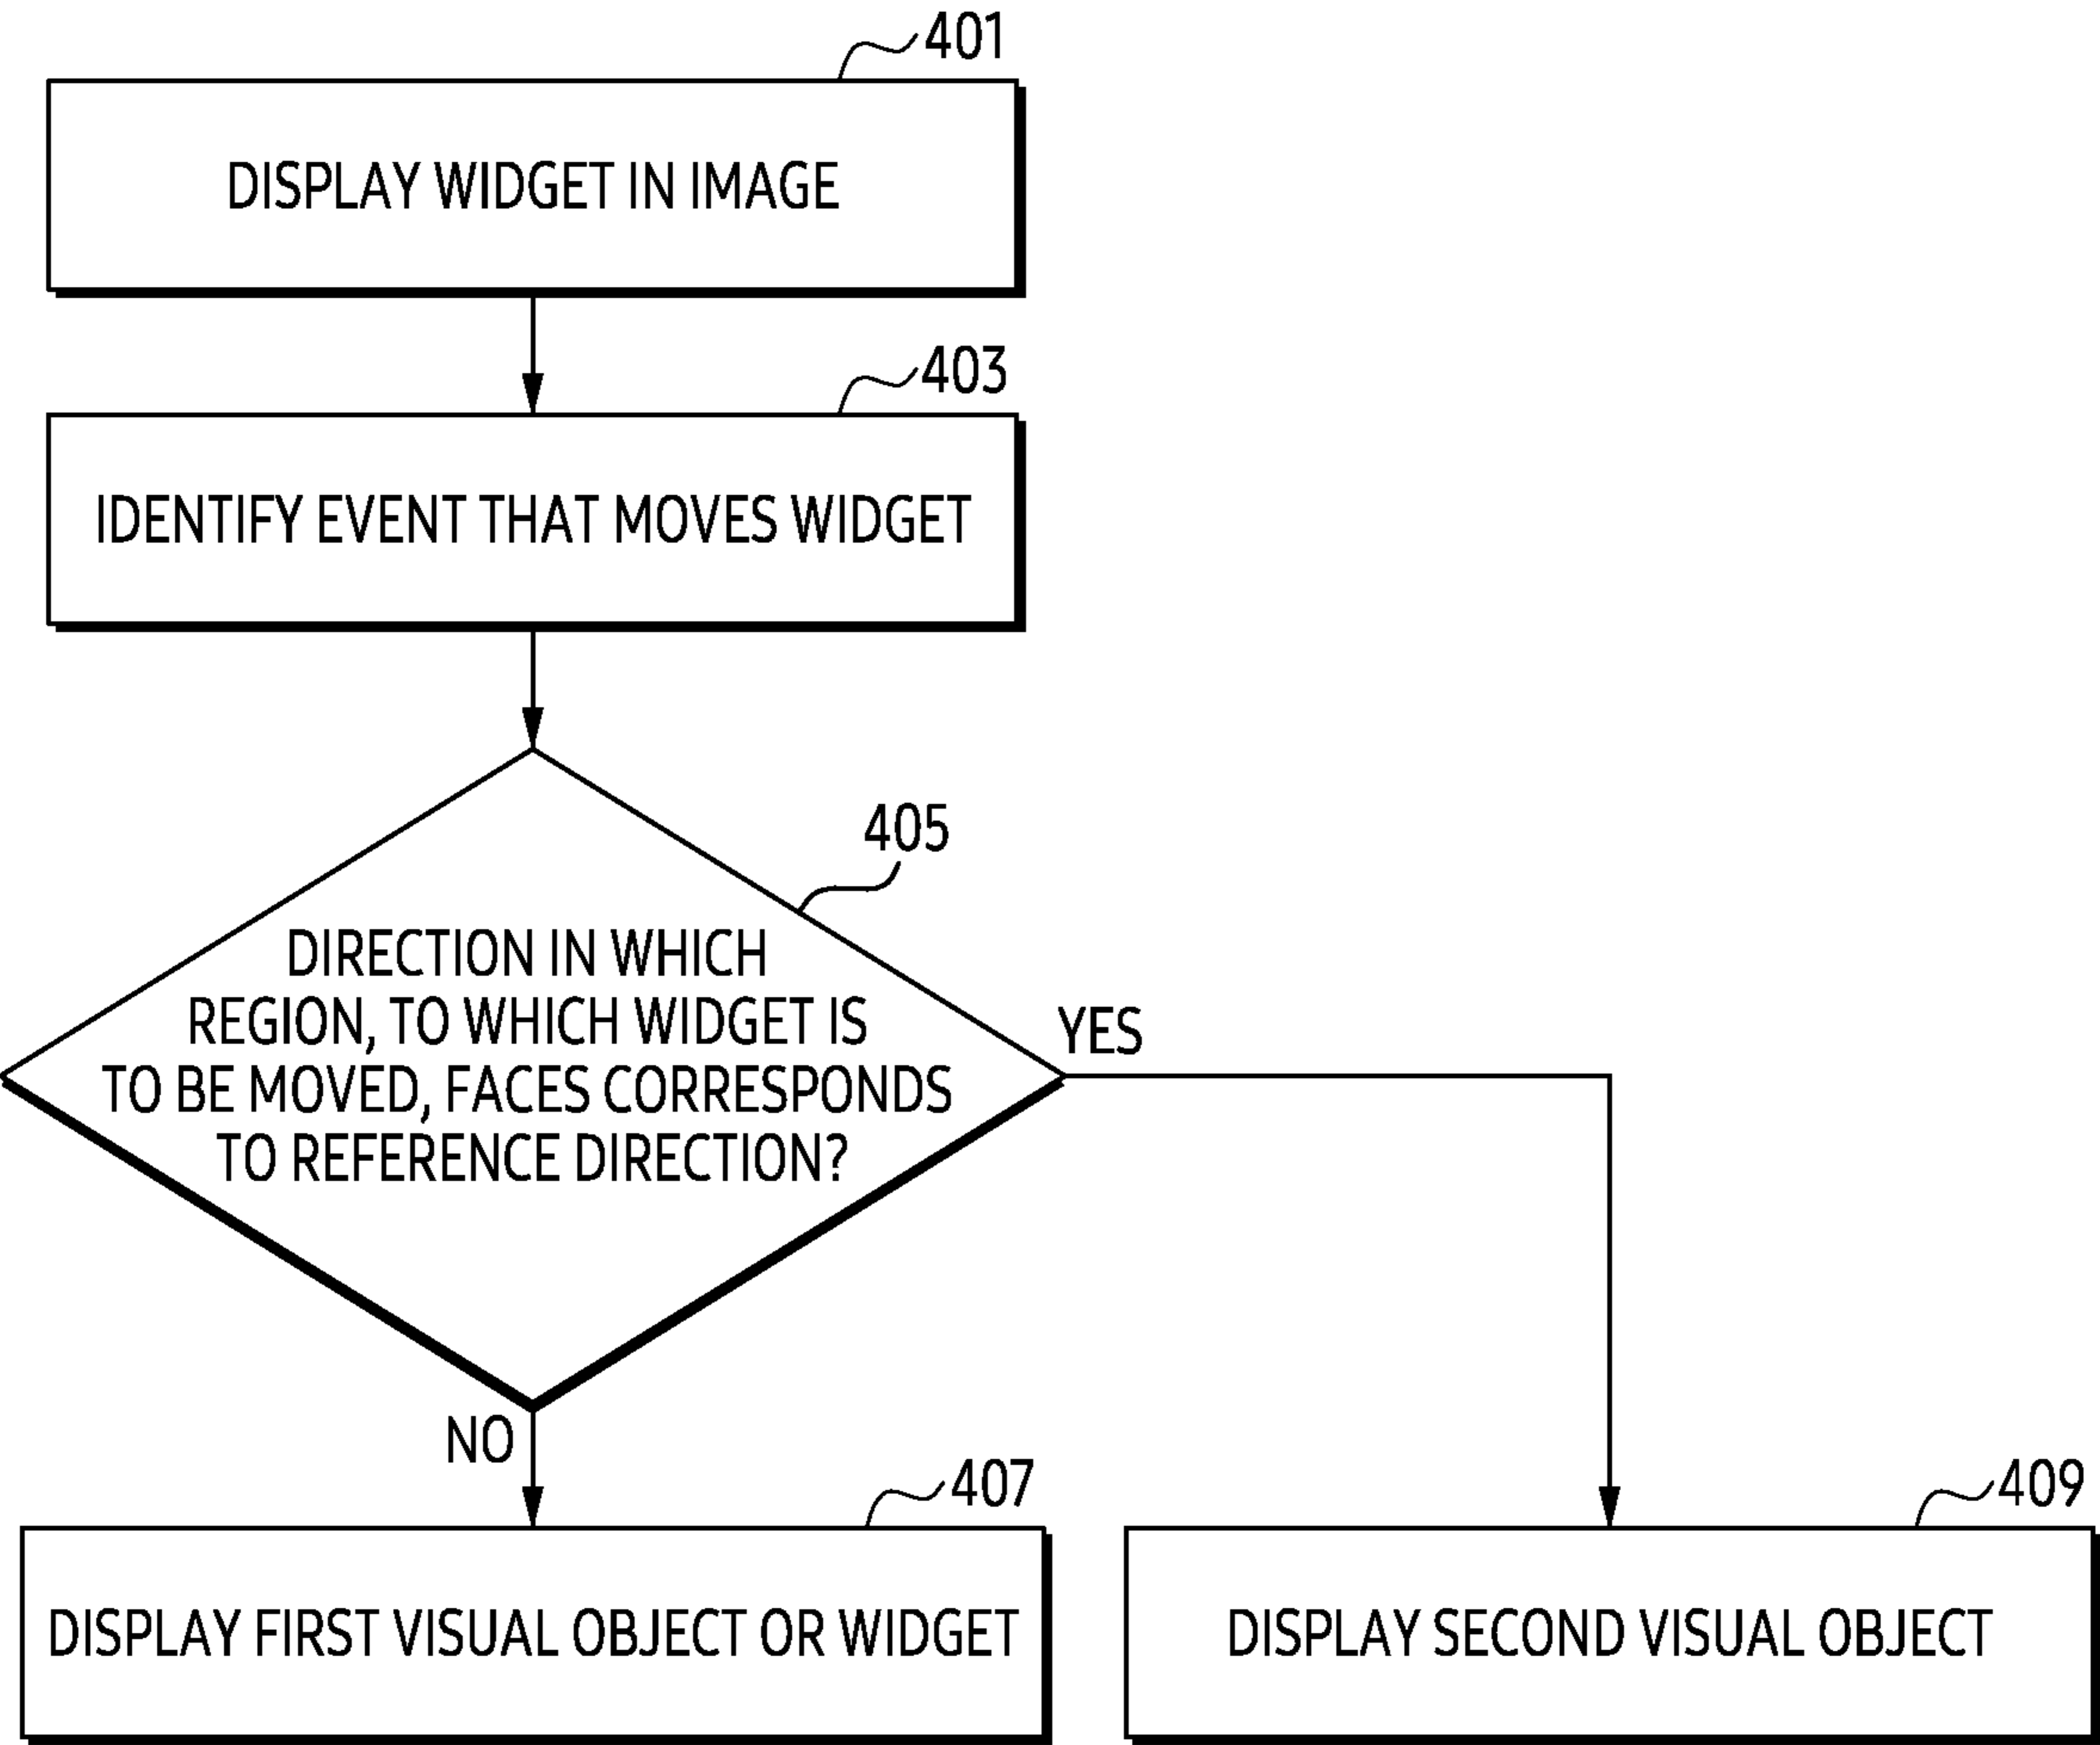 401
DISPLAY WIDGET IN IMAGE
403
IDENTIFY EVENT THAT MOVES WIDGET
405
DIRECTION IN WHICH
REGION, TO WHICH WIDGET IS
TO BE MOVED, FACES CORRESPONDS
TO REFERENCE DIRECTION?
YES
NO
407
DISPLAY FIRST VISUAL OBJECT OR WIDGET
409
DISPLAY SECOND VISUAL OBJECT